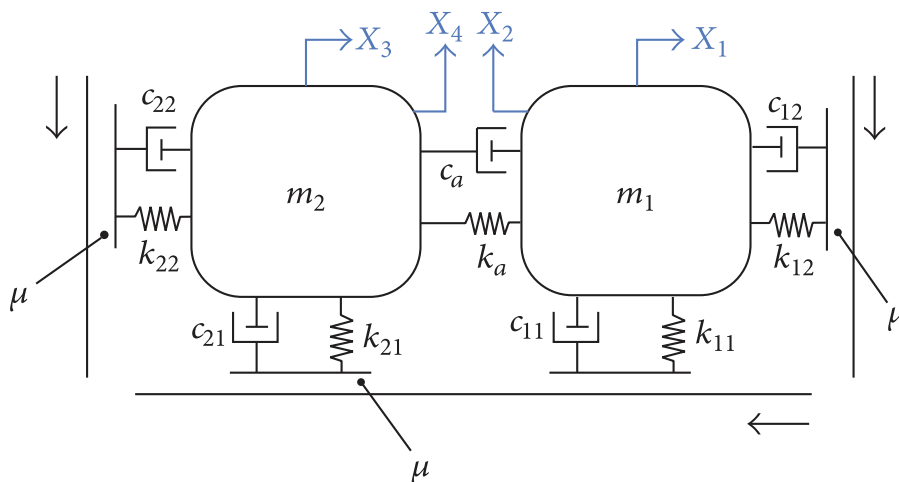 X₃ X₄ X₂ X₁
c₂₂ c₁₂
cₐ
m₂ m₁
k₂₂ kₐ k₁₂
μ μ
c₂₁ k₂₁ c₁₁ k₁₁
μ